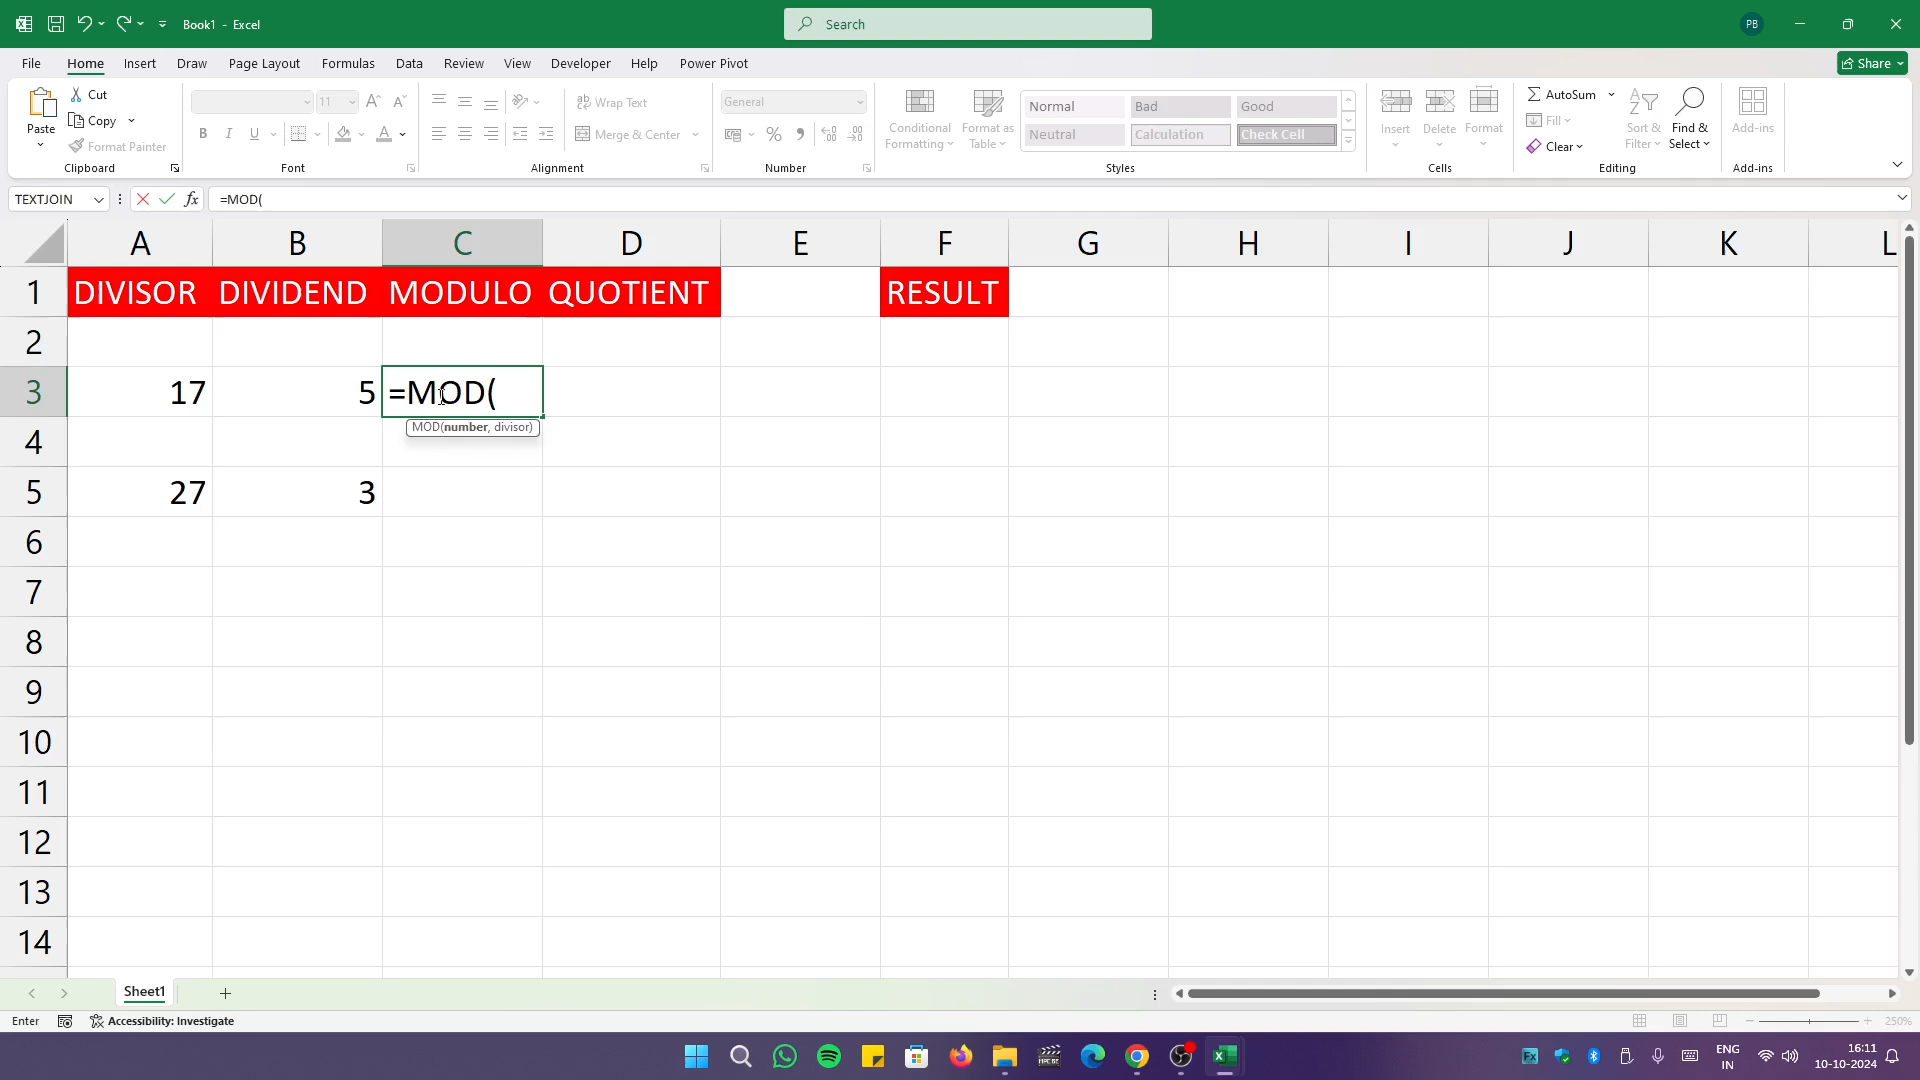 Book1 - Excel
Search
PB
File Home Insert Draw Page Layout Formulas Data Review View Developer Help Power Pivot
Share
Paste
Cut
Copy
Format Painter
Clipboard
11
B I U
Font
Wrap Text
Merge & Center
Alignment
General
Number
Conditional Formatting
Format as Table
Normal Bad Good
Neutral Calculation Check Cell
Styles
Insert Delete Format
Cells
AutoSum
Fill
Clear
Sort & Filter
Find & Select
Editing
Add-ins
Add-ins
TEXTJOIN
fx
=MOD(
A B C D E F G H I J K L
1 DIVISOR DIVIDEND MODULO QUOTIENT RESULT
2
3 17 5 =MOD(
MOD(number, divisor)
4
5 27 3
6
7
8
9
10
11
12
13
14
Sheet1
Enter
Accessibility: Investigate
250%
ENG
IN
16:11
10-10-2024